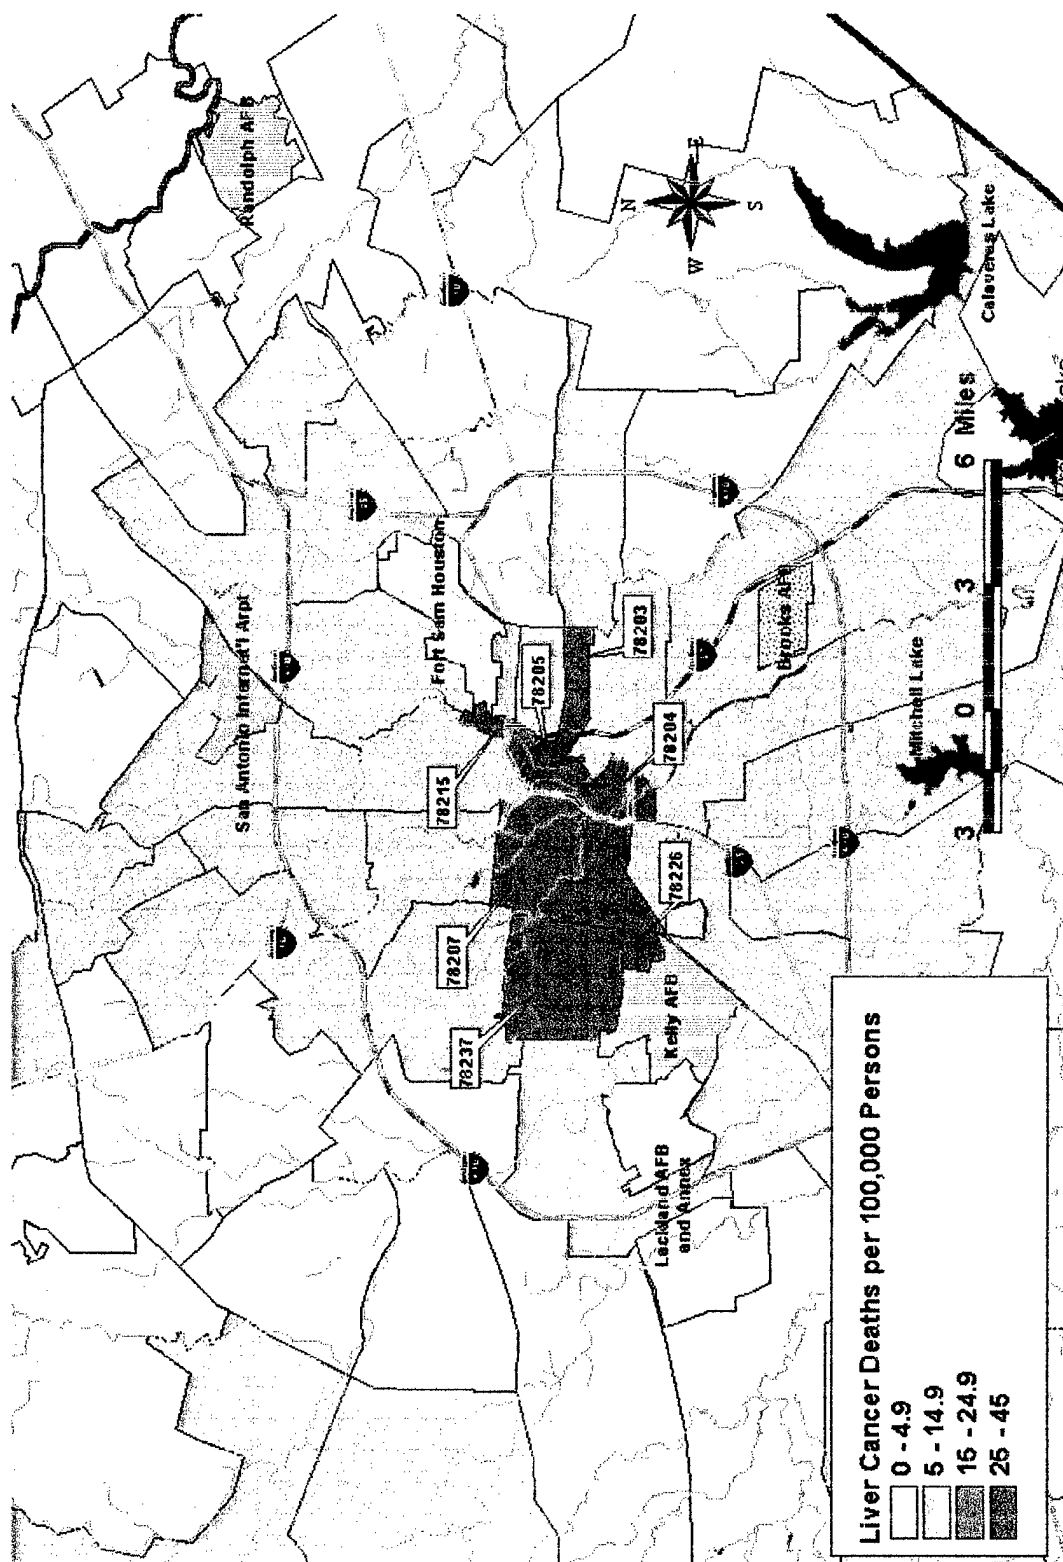 Randolph AFB
San Antonio Internat'l Arpt
Fort Sam Houston
N
W
E
S
78215
78205
78203
78207
78204
78237
78226
Kelly AFB
Brooks AFB
Lackland AFB
and Annex
Mitchell Lake
Calaveras Lake
3 0 3 6 Miles
Liver Cancer Deaths per 100,000 Persons
0 - 4.9
5 - 14.9
15 - 24.9
25 - 45